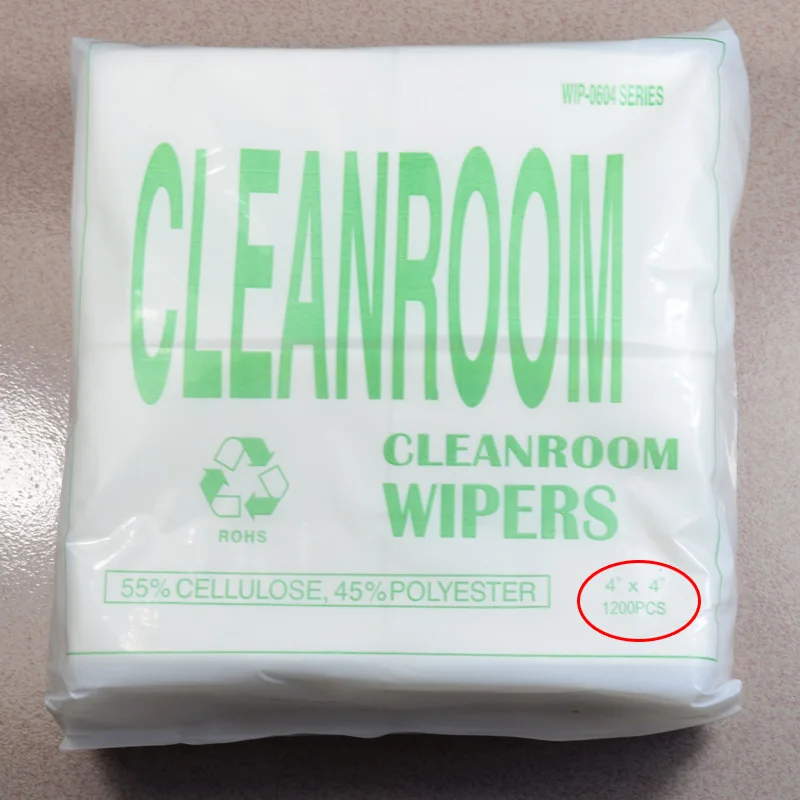 WIP-0604 SERIES
CLEANROOM
CLEANROOM
WIPERS
ROHS
55% CELLULOSE, 45% POLYESTER
4" x 4"
1200PCS